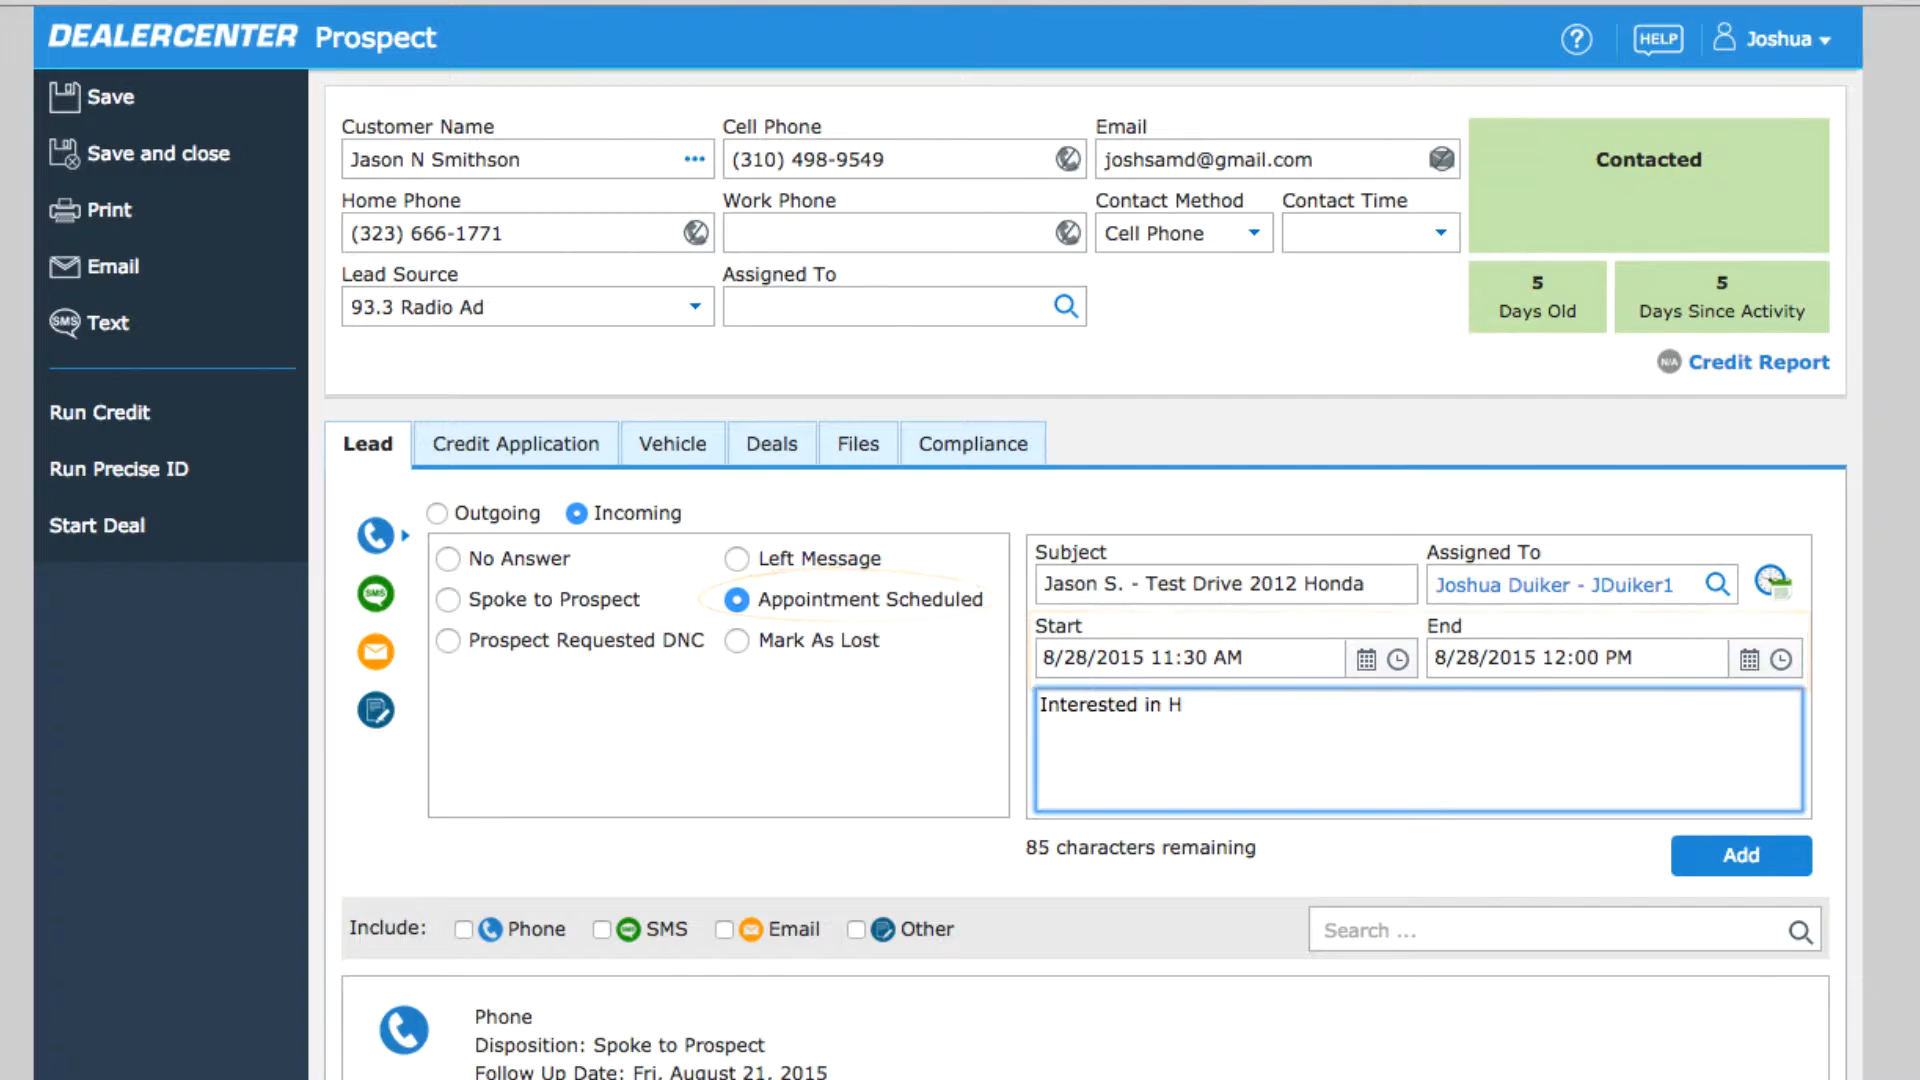 DEALERCENTER Prospect
? HELP Joshua
Save
Save and close
Print
Email
SMS Text
Run Credit
Run Precise ID
Start Deal
Customer Name Cell Phone Email
Jason N Smithson ••• (310) 498-9549 joshsamd@gmail.com
Contacted
Home Phone Work Phone Contact Method Contact Time
(323) 666-1771 Cell Phone
Lead Source Assigned To
93.3 Radio Ad
5 5
Days Old Days Since Activity
N/A Credit Report
Lead Credit Application Vehicle Deals Files Compliance
Outgoing Incoming
No Answer Left Message
Spoke to Prospect Appointment Scheduled
Prospect Requested DNC Mark As Lost
SMS
Subject Assigned To
Jason S. - Test Drive 2012 Honda Joshua Duiker - JDuiker1
Start End
8/28/2015 11:30 AM 8/28/2015 12:00 PM
Interested in H
85 characters remaining
Add
Include: Phone SMS Email Other Search ...
Phone
Disposition: Spoke to Prospect
Follow Up Date: Fri, August 21, 2015